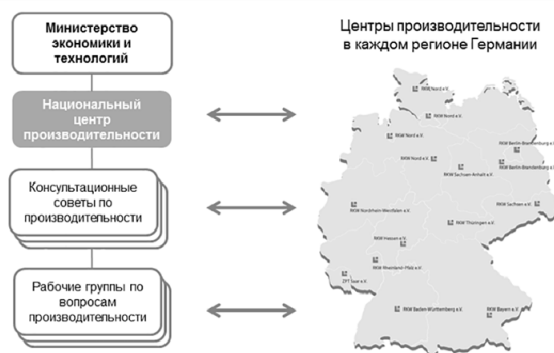 Министерство
экономики и
технологий
Национальный
центр
производительности
Консультационные
советы по
производительности
Рабочие группы по
вопросам
производительности
Центры производительности
в каждом регионе Германии
RKW Nord e.V.
RKW Nord e.V.
RKW Nord e.V.
RKW Berlin-Brandenburg e.V.
RKW Nord e.V.
RKW Berlin-Brandenburg e.V.
RKW Sachsen-Anhalt e.V.
RKW Nordrhein-Westfalen e.V.
RKW Sachsen e.V.
RKW Thüringen e.V.
RKW Hessen e.V.
RKW Rheinland-Pfalz e.V.
ZPT Saar e.V.
RKW Baden-Württemberg e.V.
RKW Bayern e.V.